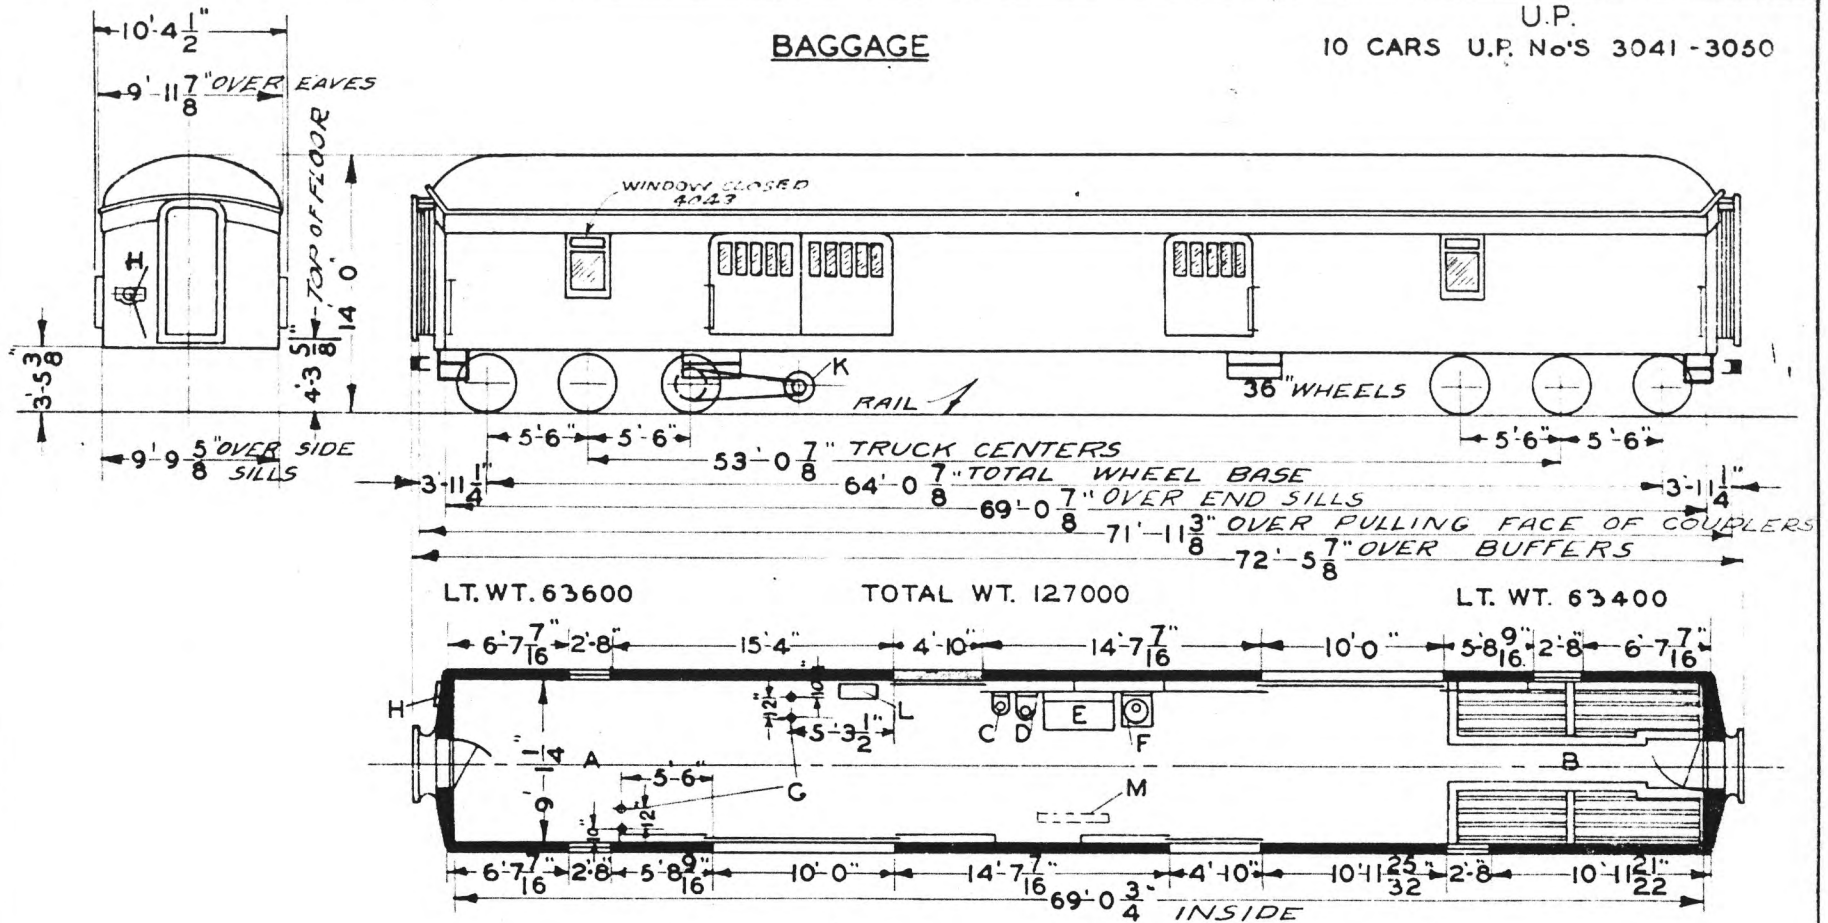 BAGGAGE
U.P.
10 CARS U.P. No'S 3041 - 3050
10'-4 1/2"
9'-11 7/8" OVER EAVES
WINDOW CLOSED
4043
TOP OF FLOOR
4'-3 5/8"
14' 0"
3'-5 3/8"
I
K
RAIL
36" WHEELS
9'-9 5/8" OVER SIDE
SILLS
5'-6" 5'-6" 5'-6" 5'-6"
53'-0 7/8" TRUCK CENTERS
3'-11 1/4" 64'-0 7/8" TOTAL WHEEL BASE 3'-11 1/4"
69'-0 7/8" OVER END SILLS
71'-11 3/8" OVER PULLING FACE OF COUPLERS
72'-5 7/8" OVER BUFFERS
LT. WT. 63600 TOTAL WT. 127000 LT. WT. 63400
6'-7 7/16" 2'-8" 15'-4" 4'-10" 14'-7 7/16" 10'-0" 5'-8 9/16" 2'-8" 6'-7 7/16"
H
12" 10"
L
5'-3 1/2"
C D E F
9' 1/4"
A
B
5'-6"
G
M
10" 12"
6'-7 7/16" 2'-8" 5'-8 9/16" 10'-0" 14'-7 7/16" 4'-10" 10'-11 25/32" 2'-8" 10'-11 21/22"
69'-0 3/4" INSIDE